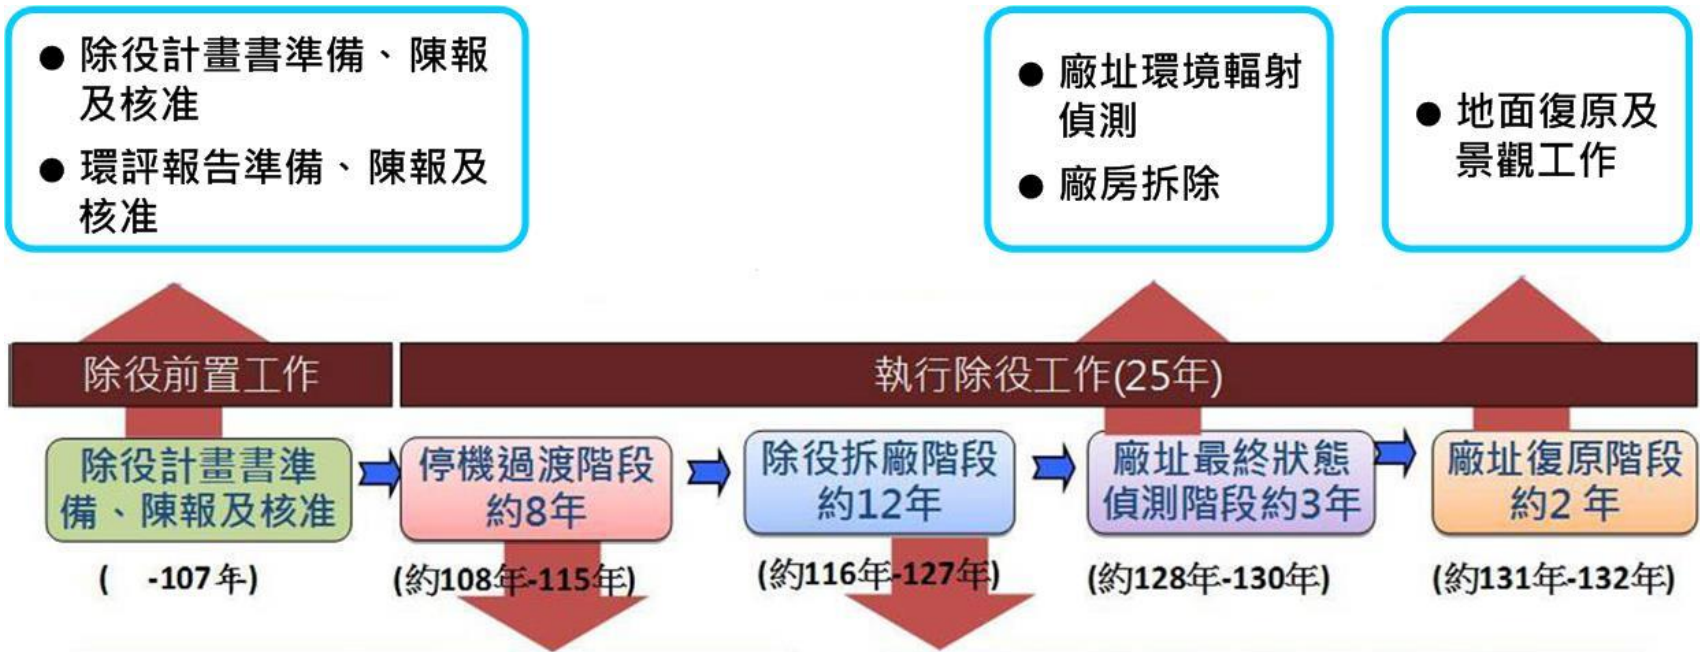 ● 除役計畫書準備、陳報
及核准
● 環評報告準備、陳報及
核准
● 廠址環境輻射
偵測
● 廠房拆除
● 地面復原及
景觀工作
除役前置工作
執行除役工作(25年)
除役計畫書準
備、陳報及核准
停機過渡階段
約8年
除役拆廠階段
約12年
廠址最終狀態
偵測階段約3年
廠址復原階段
約2 年
( -107年)
(約108年-115年)
(約116年-127年)
(約128年-130年)
(約131年-132年)